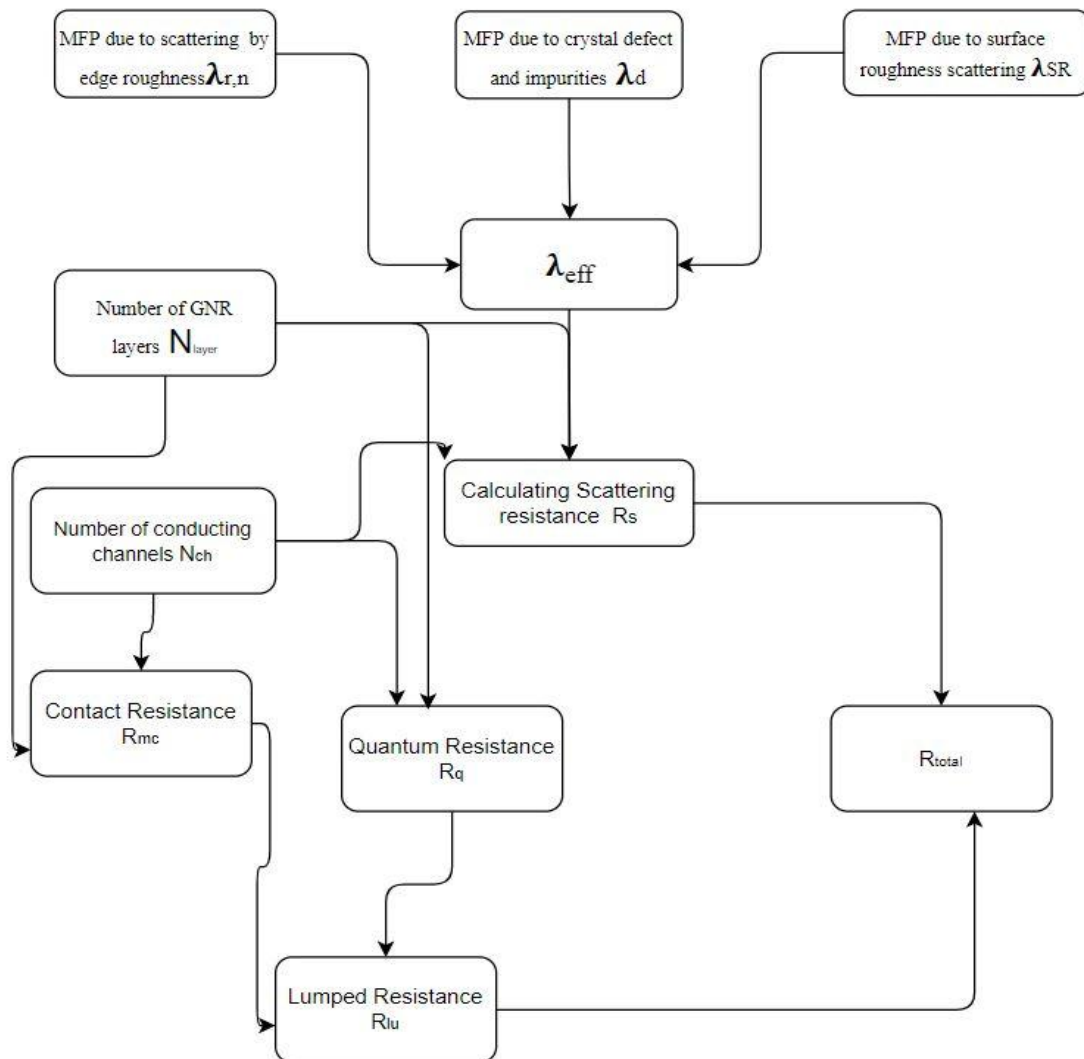 MFP due to scattering by
edge roughness λr,n
MFP due to crystal defect
and impurities λd
MFP due to surface
roughness scattering λSR
λeff
Number of GNR
layers Nlayer
Calculating Scattering
resistance Rs
Number of conducting
channels Nch
Contact Resistance
Rmc
Quantum Resistance
Rq
Rtotal
Lumped Resistance
Rlu